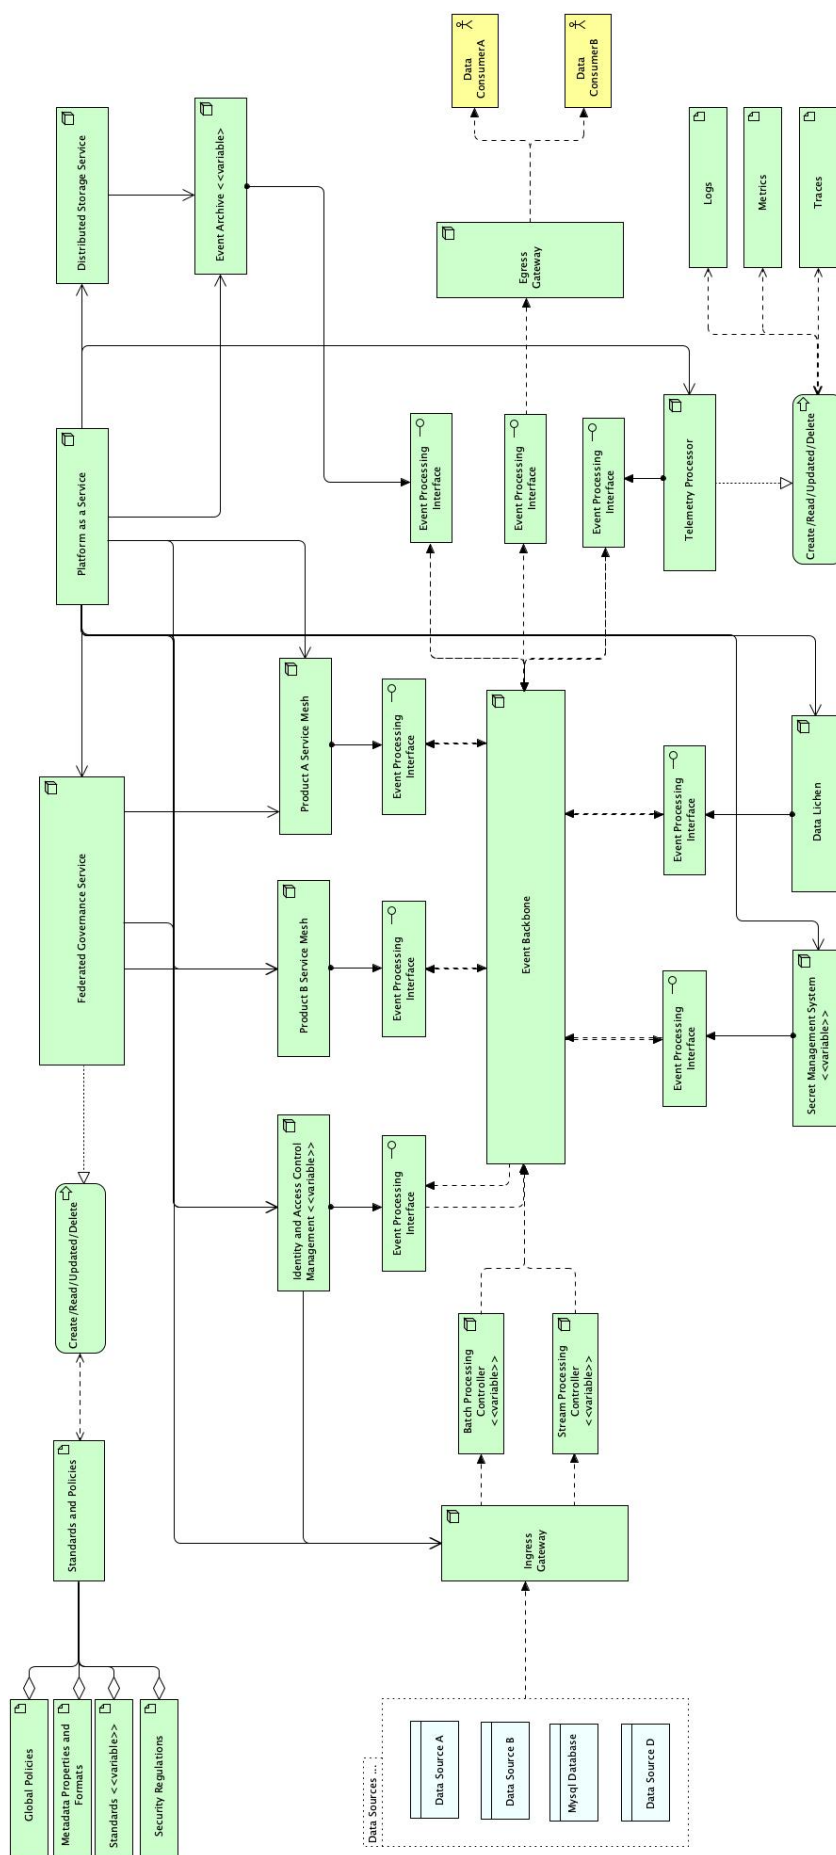 Global Policies
Metadata Properties and
Formats
Standards <<variable>>
Security Regulations
Standards and Policies
Create/Read/Updated/Delete
Federated Governance Service
Platform as a Service
Distributed Storage Service
Event Archive <<variable>
Identity and Access Control
Management <<variable>>
Product B Service Mesh
Product A Service Mesh
Event Processing
Interface
Event Processing
Interface
Event Processing
Interface
Event Processing
Interface
Event Processing
Interface
Event Processing
Interface
Data Sources ...
Data Source A
Data Source B
Mysql Database
Data Source D
Ingress
Gateway
Batch Processing
Controller
<<variable>>
Stream Processing
Controller
<<variable>>
Event Backbone
Egress
Gateway
Data
ConsumerA
Data
ConsumerB
Event Processing
Interface
Event Processing
Interface
Telemetry Processor
Logs
Metrics
Traces
Create/Read/Updated/Delete
Secret Management System
<<variable>>
Data Lichen